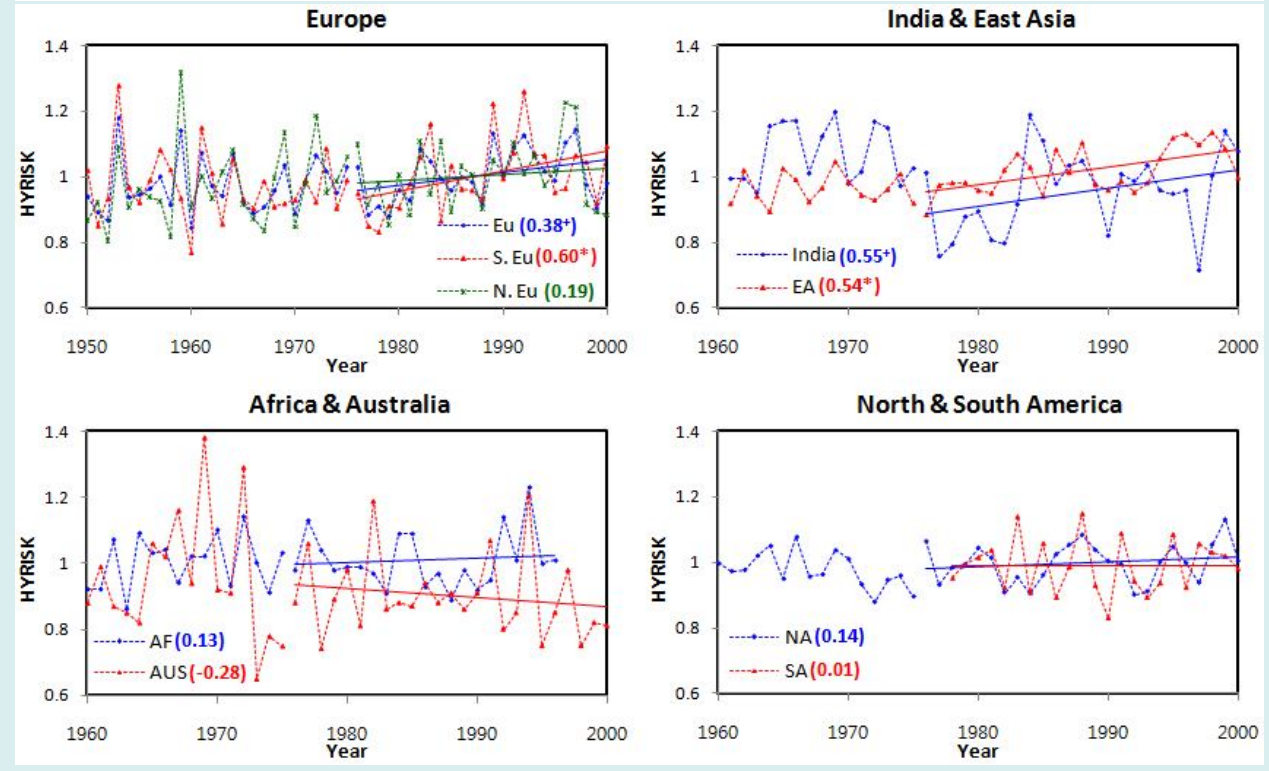 Europe
1.4
1.2
1
0.8
0.6
HYRISK
Eu (0.38⁺)
S. Eu (0.60*)
N. Eu (0.19)
1950 1960 1970 1980 1990 2000
Year
India & East Asia
1.4
1.2
1
0.8
0.6
HYRISK
India (0.55⁺)
EA (0.54*)
1960 1970 1980 1990 2000
Year
Africa & Australia
1.4
1.2
1
0.8
0.6
HYRISK
AF (0.13)
AUS (-0.28)
1960 1970 1980 1990 2000
Year
North & South America
1.4
1.2
1
0.8
0.6
HYRISK
NA (0.14)
SA (0.01)
1960 1970 1980 1990 2000
Year